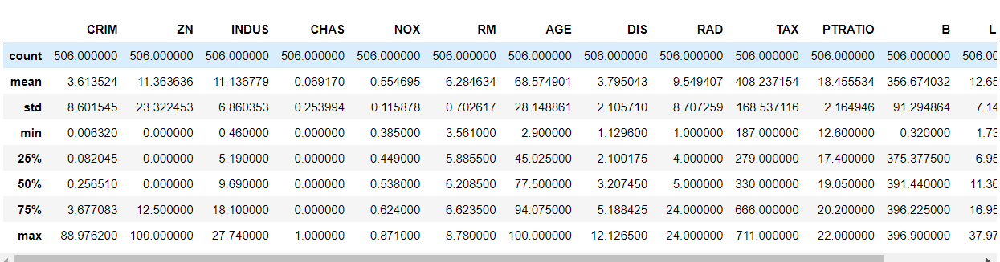 CRIM ZN INDUS CHAS NOX RM AGE DIS RAD TAX PTRATIO B L
count 506.000000 506.000000 506.000000 506.000000 506.000000 506.000000 506.000000 506.000000 506.000000 506.000000 506.000000 506.000000 506.00
mean 3.613524 11.363636 11.136779 0.069170 0.554695 6.284634 68.574901 3.795043 9.549407 408.237154 18.455534 356.674032 12.65
std 8.601545 23.322453 6.860353 0.253994 0.115878 0.702617 28.148861 2.105710 8.707259 168.537116 2.164946 91.294864 7.14
min 0.006320 0.000000 0.460000 0.000000 0.385000 3.561000 2.900000 1.129600 1.000000 187.000000 12.600000 0.320000 1.73
25% 0.082045 0.000000 5.190000 0.000000 0.449000 5.885500 45.025000 2.100175 4.000000 279.000000 17.400000 375.377500 6.95
50% 0.256510 0.000000 9.690000 0.000000 0.538000 6.208500 77.500000 3.207450 5.000000 330.000000 19.050000 391.440000 11.36
75% 3.677083 12.500000 18.100000 0.000000 0.624000 6.623500 94.075000 5.188425 24.000000 666.000000 20.200000 396.225000 16.95
max 88.976200 100.000000 27.740000 1.000000 0.871000 8.780000 100.000000 12.126500 24.000000 711.000000 22.000000 396.900000 37.97